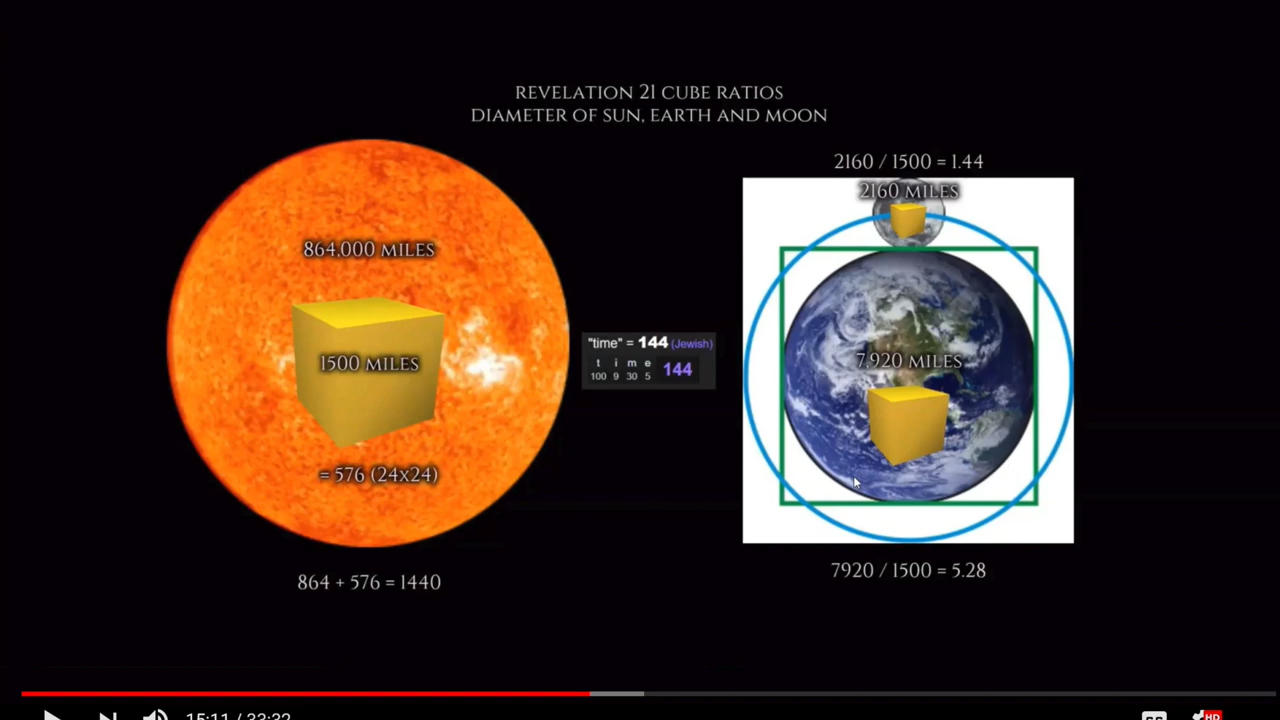 REVELATION 21 CUBE RATIOS
DIAMETER OF SUN, EARTH AND MOON
864,000 MILES
1500 MILES
= 576 (24X24)
864 + 576 = 1440
"time" = 144 (Jewish)
t i m e
100 9 30 5 144
2160 / 1500 = 1.44
2160 MILES
7,920 MILES
7920 / 1500 = 5.28
15:11 / 33:32
CC
HD